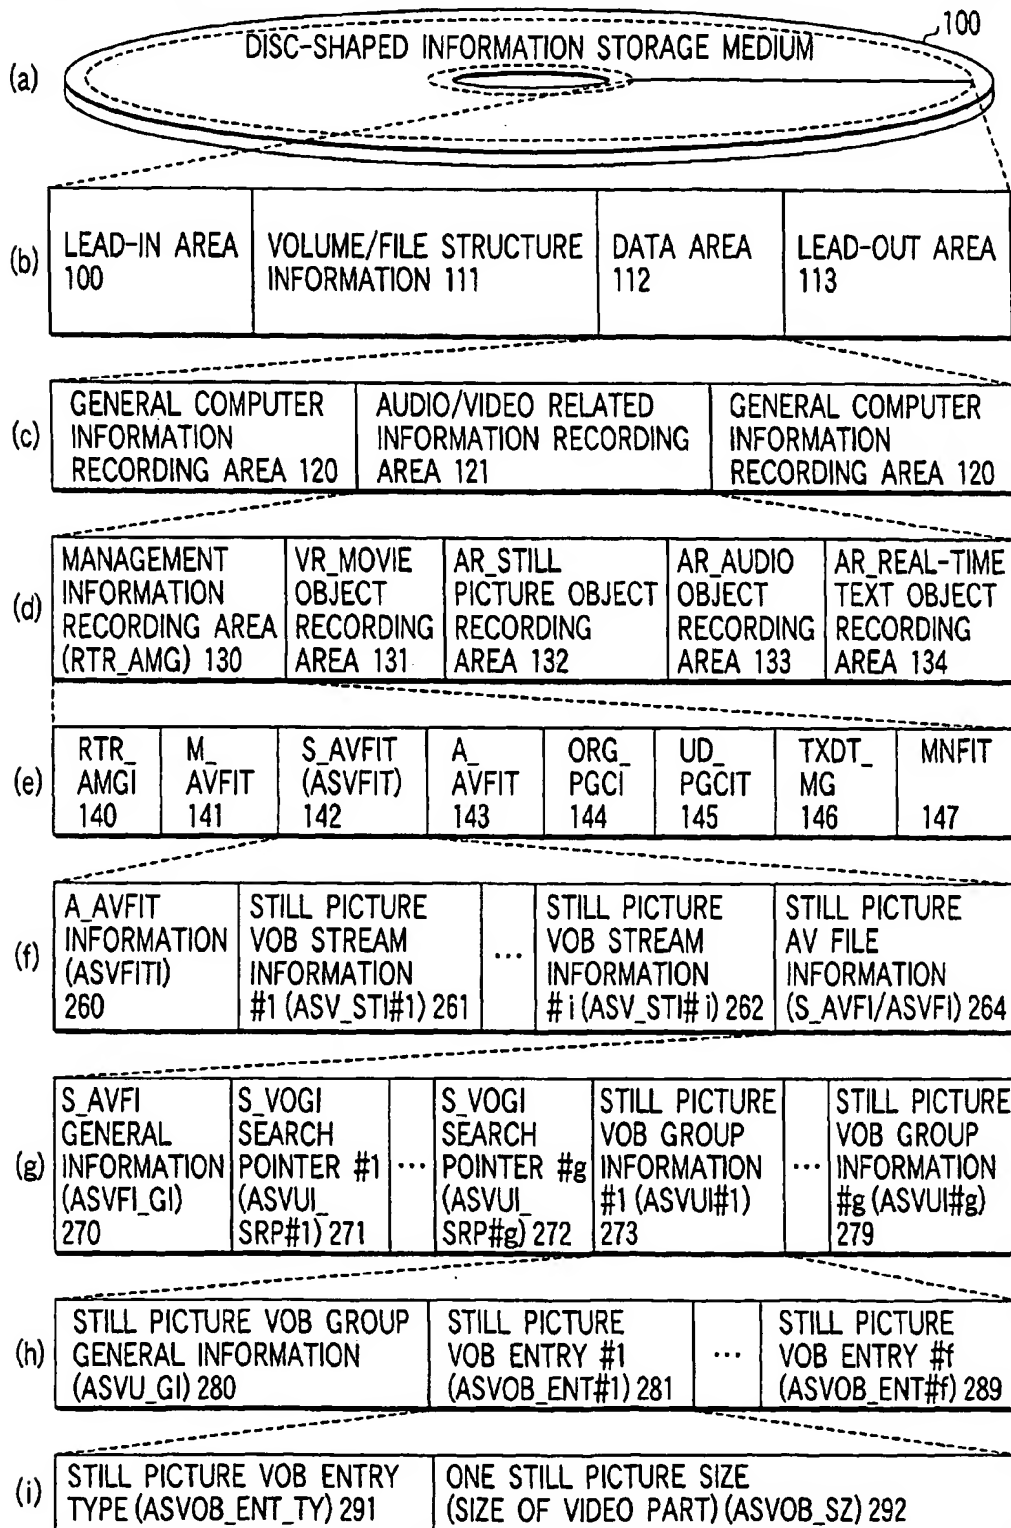 100
DISC-SHAPED INFORMATION STORAGE MEDIUM
(a)
(b)
LEAD-IN AREA
100
VOLUME/FILE STRUCTURE
INFORMATION 111
DATA AREA
112
LEAD-OUT AREA
113
(c)
GENERAL COMPUTER
INFORMATION
RECORDING AREA 120
AUDIO/VIDEO RELATED
INFORMATION RECORDING
AREA 121
GENERAL COMPUTER
INFORMATION
RECORDING AREA 120
(d)
MANAGEMENT
INFORMATION
RECORDING AREA
(RTR_AMG) 130
VR_MOVIE
OBJECT
RECORDING
AREA 131
AR_STILL
PICTURE OBJECT
RECORDING
AREA 132
AR_AUDIO
OBJECT
RECORDING
AREA 133
AR_REAL-TIME
TEXT OBJECT
RECORDING
AREA 134
(e)
RTR_
AMGI
140
M_
AVFIT
141
S_AVFIT
(ASVFIT)
142
A_
AVFIT
143
ORG_
PGCI
144
UD_
PGCIT
145
TXDT_
MG
146
MNFIT
147
(f)
A_AVFIT
INFORMATION
(ASVFITI)
260
STILL PICTURE
VOB STREAM
INFORMATION
#1 (ASV_STI#1) 261
...
STILL PICTURE
VOB STREAM
INFORMATION
#i (ASV_STI#i) 262
STILL PICTURE
AV FILE
INFORMATION
(S_AVFI/ASVFI) 264
(g)
S_AVFI
GENERAL
INFORMATION
(ASVFI_GI)
270
S_VOGI
SEARCH
POINTER #1
(ASVUI_
SRP#1) 271
...
S_VOGI
SEARCH
POINTER #g
(ASVUI_
SRP#g) 272
STILL PICTURE
VOB GROUP
INFORMATION
#1 (ASVUI#1)
273
...
STILL PICTURE
VOB GROUP
INFORMATION
#g (ASVUI#g)
279
(h)
STILL PICTURE VOB GROUP
GENERAL INFORMATION
(ASVU_GI) 280
STILL PICTURE
VOB ENTRY #1
(ASVOB_ENT#1) 281
...
STILL PICTURE
VOB ENTRY #f
(ASVOB_ENT#f) 289
(i)
STILL PICTURE VOB ENTRY
TYPE (ASVOB_ENT_TY) 291
ONE STILL PICTURE SIZE
(SIZE OF VIDEO PART) (ASVOB_SZ) 292